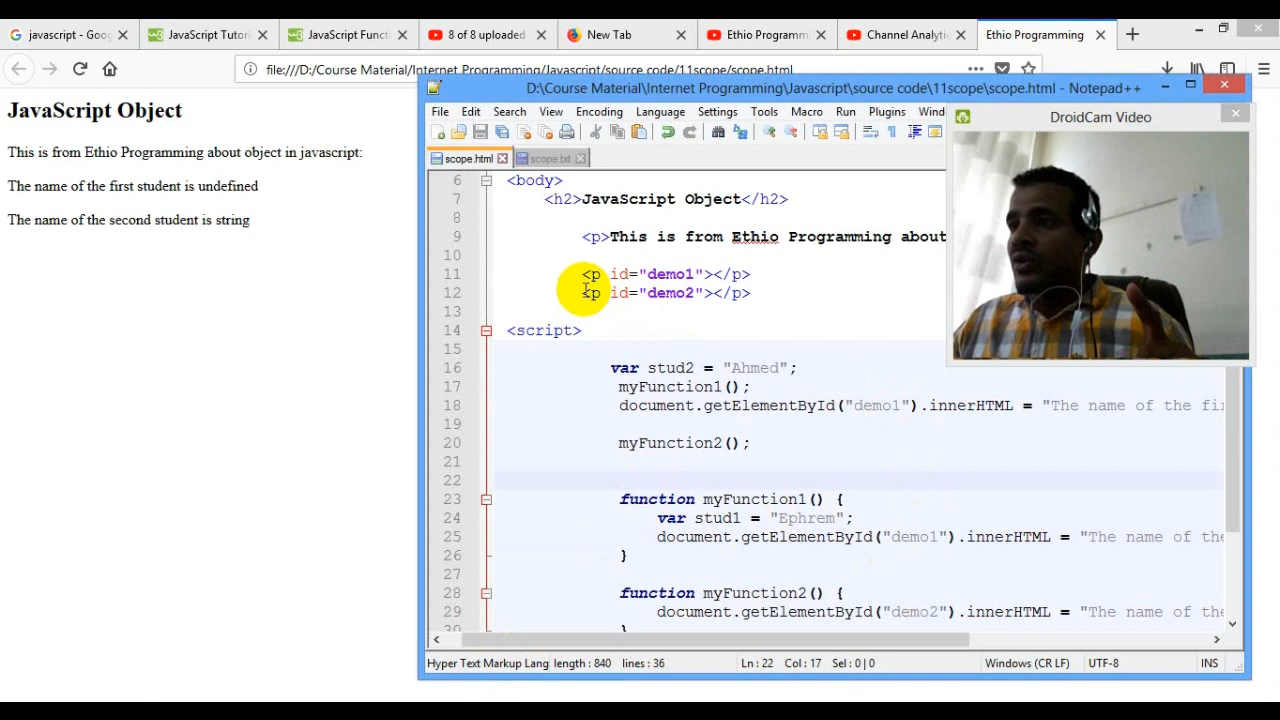 javascript - Goog
JavaScript Tutori
JavaScript Functi
8 of 8 uploade
New Tab
Ethio Programm
Channel Analytic
Ethio Programming
file:///D:/Course Material/Internet Programming/Javascript/source code/11scope/scope.html
JavaScript Object
This is from Ethio Programming about object in javascript:
The name of the first student is undefined
The name of the second student is string
D:\Course Material\Internet Programming\Javascript\source code\11scope\scope.html - Notepad++
File Edit Search View Encoding Language Settings Tools Macro Run Plugins Wind
DroidCam Video
scope.html
scope.txt
6 <body>
7 <h2>JavaScript Object</h2>
8
9 <p>This is from Ethio Programming about
10
11 <p id="demo1"></p>
12 <p id="demo2"></p>
13
14 <script>
15
16 var stud2 = "Ahmed";
17 myFunction1();
18 document.getElementById("demo1").innerHTML = "The name of the fi
19
20 myFunction2();
21
22
23 function myFunction1() {
24 var stud1 = "Ephrem";
25 document.getElementById("demo1").innerHTML = "The name of the
26 }
27
28 function myFunction2() {
29 document.getElementById("demo2").innerHTML = "The name of the
30 }
Hyper Text Markup Lang length : 840 lines : 36 Ln : 22 Col : 17 Sel : 0 | 0 Windows (CR LF) UTF-8 INS